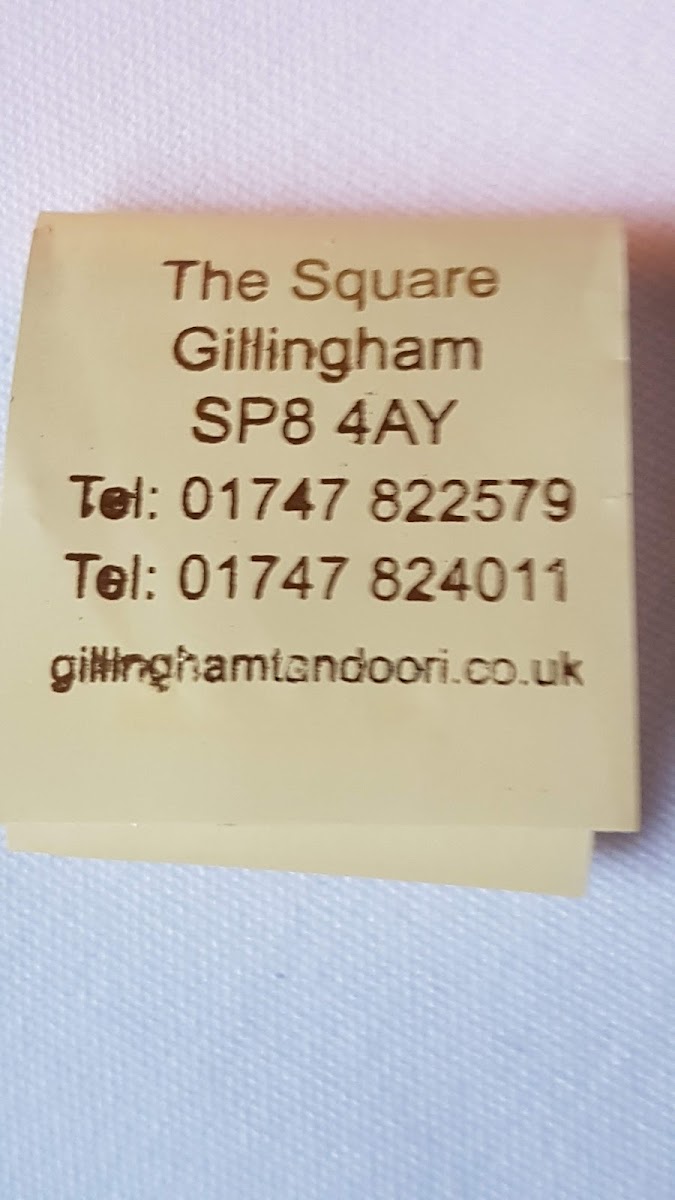 The Square
Gillingham
SP8 4AY
Tel: 01747 822579
Tel: 01747 824011
gillinghamtandoori.co.uk